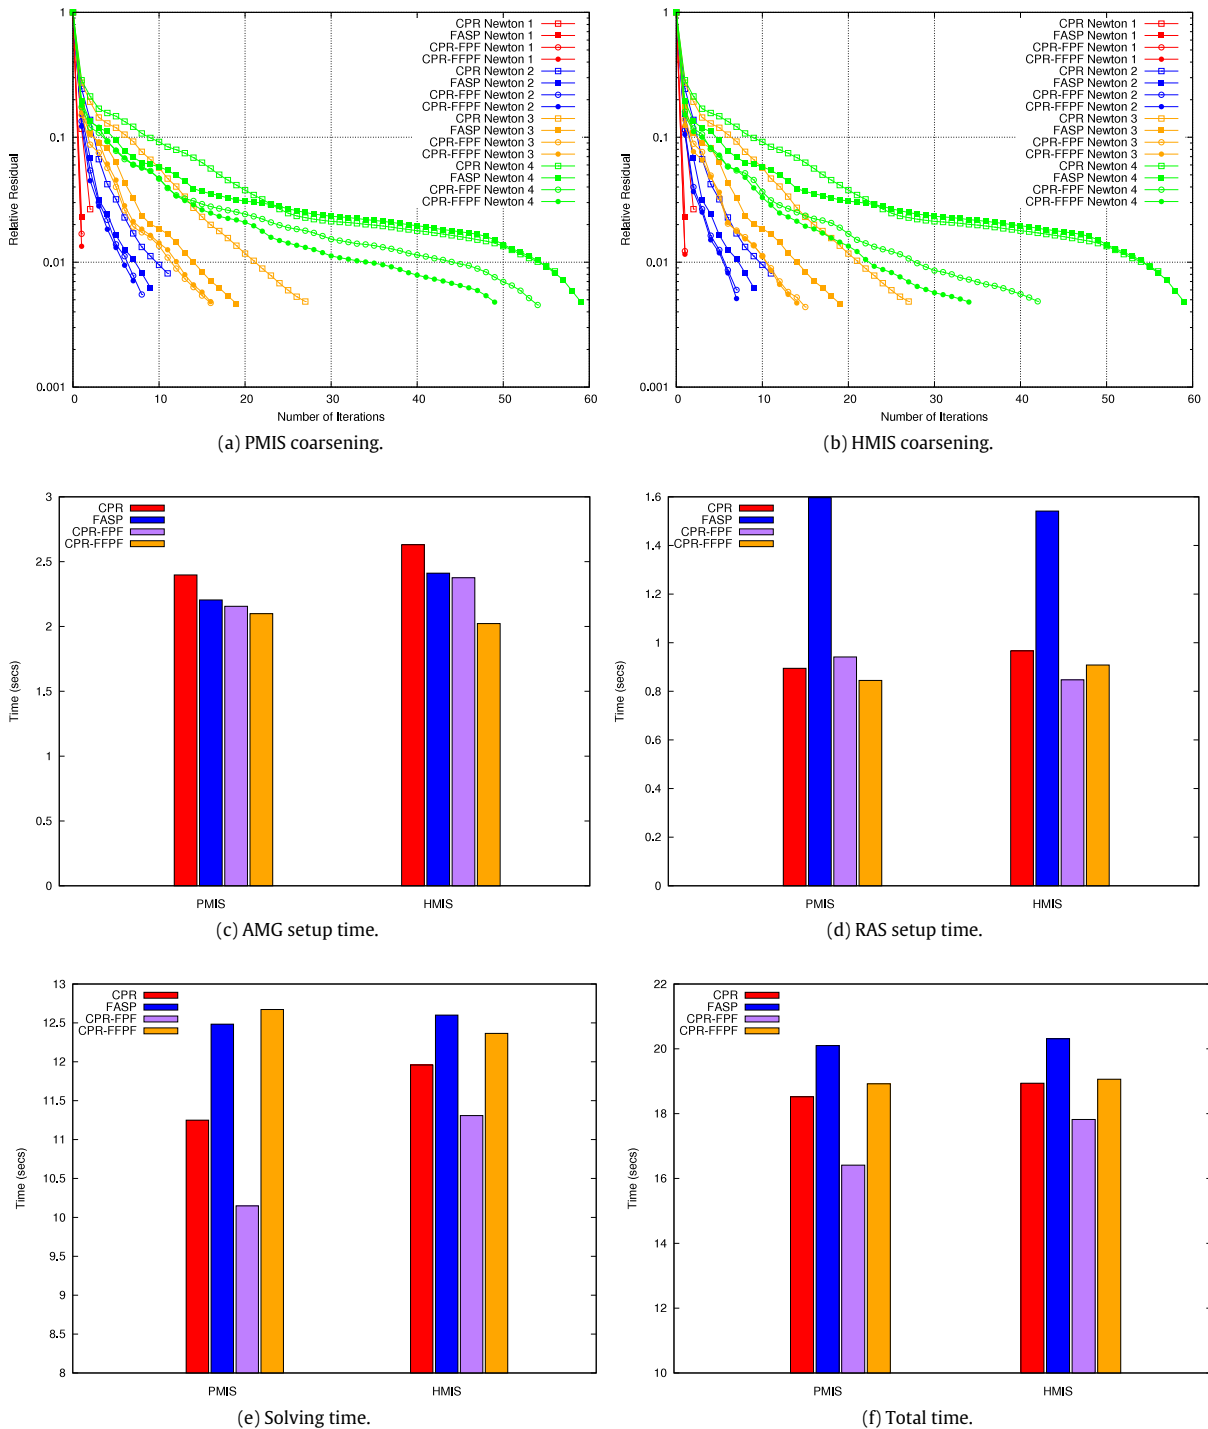 1
0.1
0.01
0.001
Relative Residual
0 10 20 30 40 50 60
Number of Iterations
CPR Newton 1
FASP Newton 1
CPR-FPF Newton 1
CPR-FFPF Newton 1
CPR Newton 2
FASP Newton 2
CPR-FPF Newton 2
CPR-FFPF Newton 2
CPR Newton 3
FASP Newton 3
CPR-FPF Newton 3
CPR-FFPF Newton 3
CPR Newton 4
FASP Newton 4
CPR-FPF Newton 4
CPR-FFPF Newton 4
(a) PMIS coarsening.
1
0.1
0.01
0.001
Relative Residual
0 10 20 30 40 50 60
Number of Iterations
CPR Newton 1
FASP Newton 1
CPR-FPF Newton 1
CPR-FFPF Newton 1
CPR Newton 2
FASP Newton 2
CPR-FPF Newton 2
CPR-FFPF Newton 2
CPR Newton 3
FASP Newton 3
CPR-FPF Newton 3
CPR-FFPF Newton 3
CPR Newton 4
FASP Newton 4
CPR-FPF Newton 4
CPR-FFPF Newton 4
(b) HMIS coarsening.
3
2.5
2
1.5
1
0.5
0
Time (secs)
CPR
FASP
CPR-FPF
CPR-FFPF
PMIS HMIS
(c) AMG setup time.
1.6
1.4
1.2
1
0.8
0.6
0.4
0.2
0
Time (secs)
CPR
FASP
CPR-FPF
CPR-FFPF
PMIS HMIS
(d) RAS setup time.
13
12.5
12
11.5
11
10.5
10
9.5
9
8.5
8
Time (secs)
CPR
FASP
CPR-FPF
CPR-FFPF
PMIS HMIS
(e) Solving time.
22
20
18
16
14
12
10
Time (secs)
CPR
FASP
CPR-FPF
CPR-FFPF
PMIS HMIS
(f) Total time.